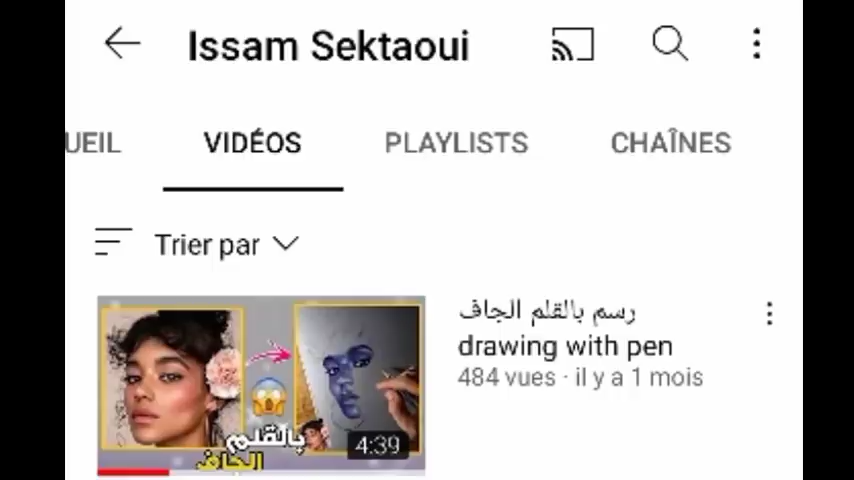 Issam Sektaoui
UEIL VIDÉOS PLAYLISTS CHAÎNES
Trier par
رسم بالقلم الجاف
drawing with pen
484 vues · il y a 1 mois
بالقلم
الجاف
4:39